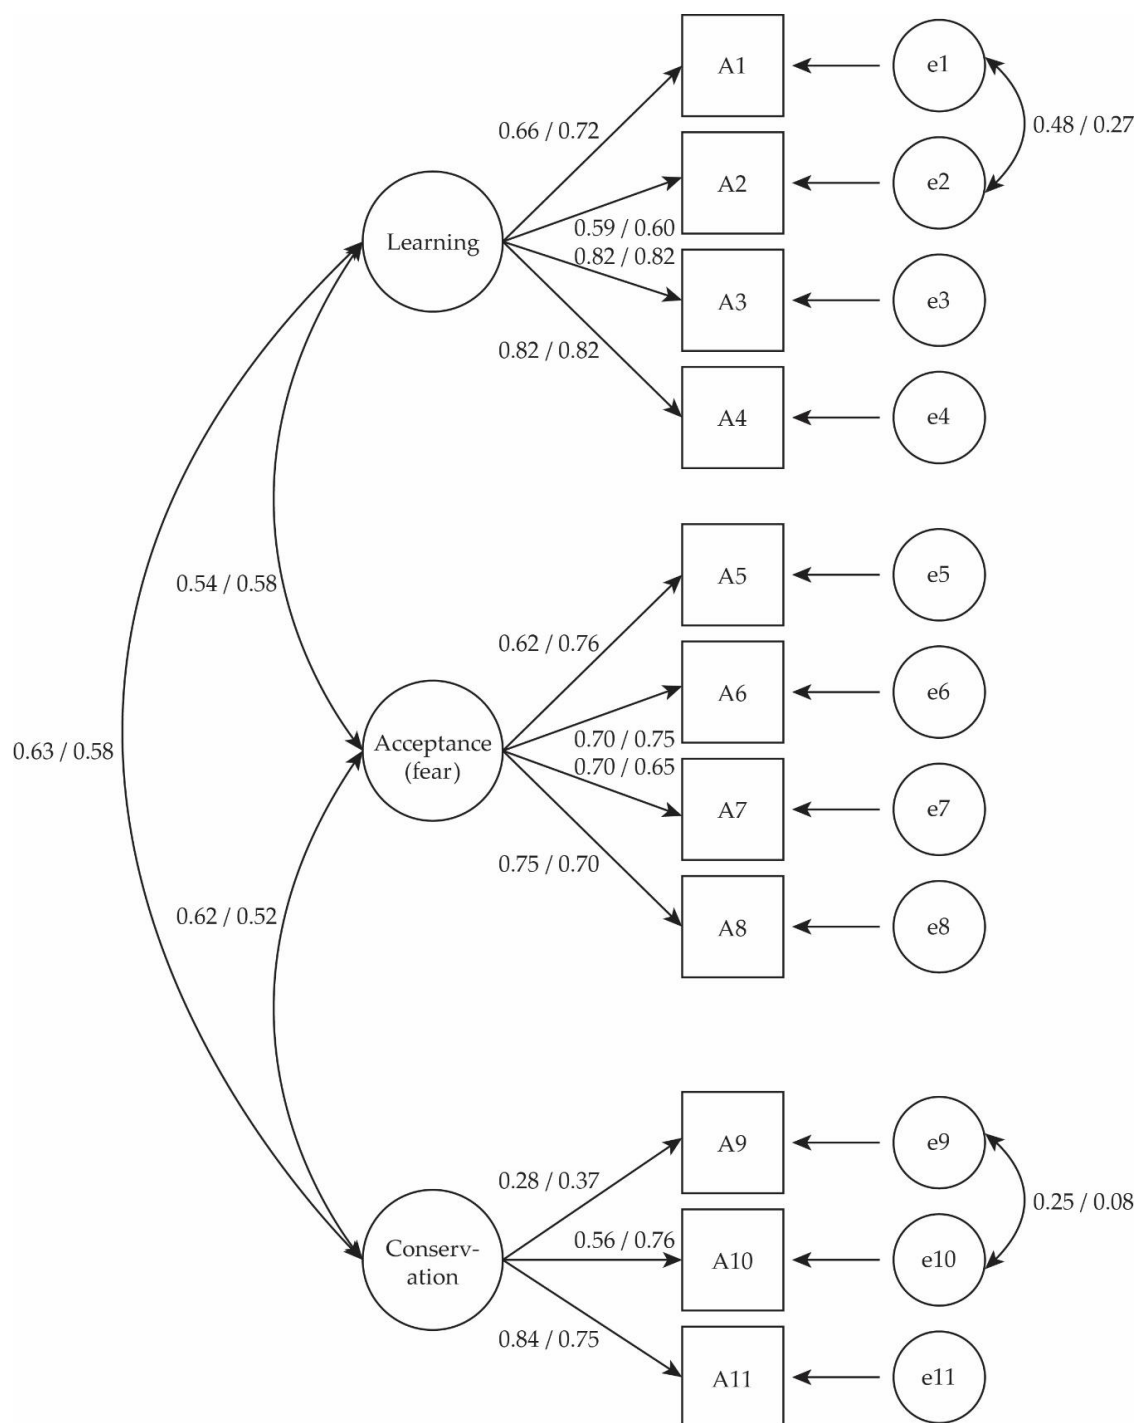 A1
e1
0.48 / 0.27
0.66 / 0.72
A2
e2
0.59 / 0.60
Learning
0.82 / 0.82
A3
e3
0.82 / 0.82
A4
e4
0.54 / 0.58
A5
e5
0.62 / 0.76
A6
e6
0.70 / 0.75
Acceptance
(fear)
0.63 / 0.58
0.70 / 0.65
A7
e7
0.75 / 0.70
0.62 / 0.52
A8
e8
A9
e9
0.28 / 0.37
0.25 / 0.08
0.56 / 0.76
Conserv-
ation
A10
e10
0.84 / 0.75
A11
e11